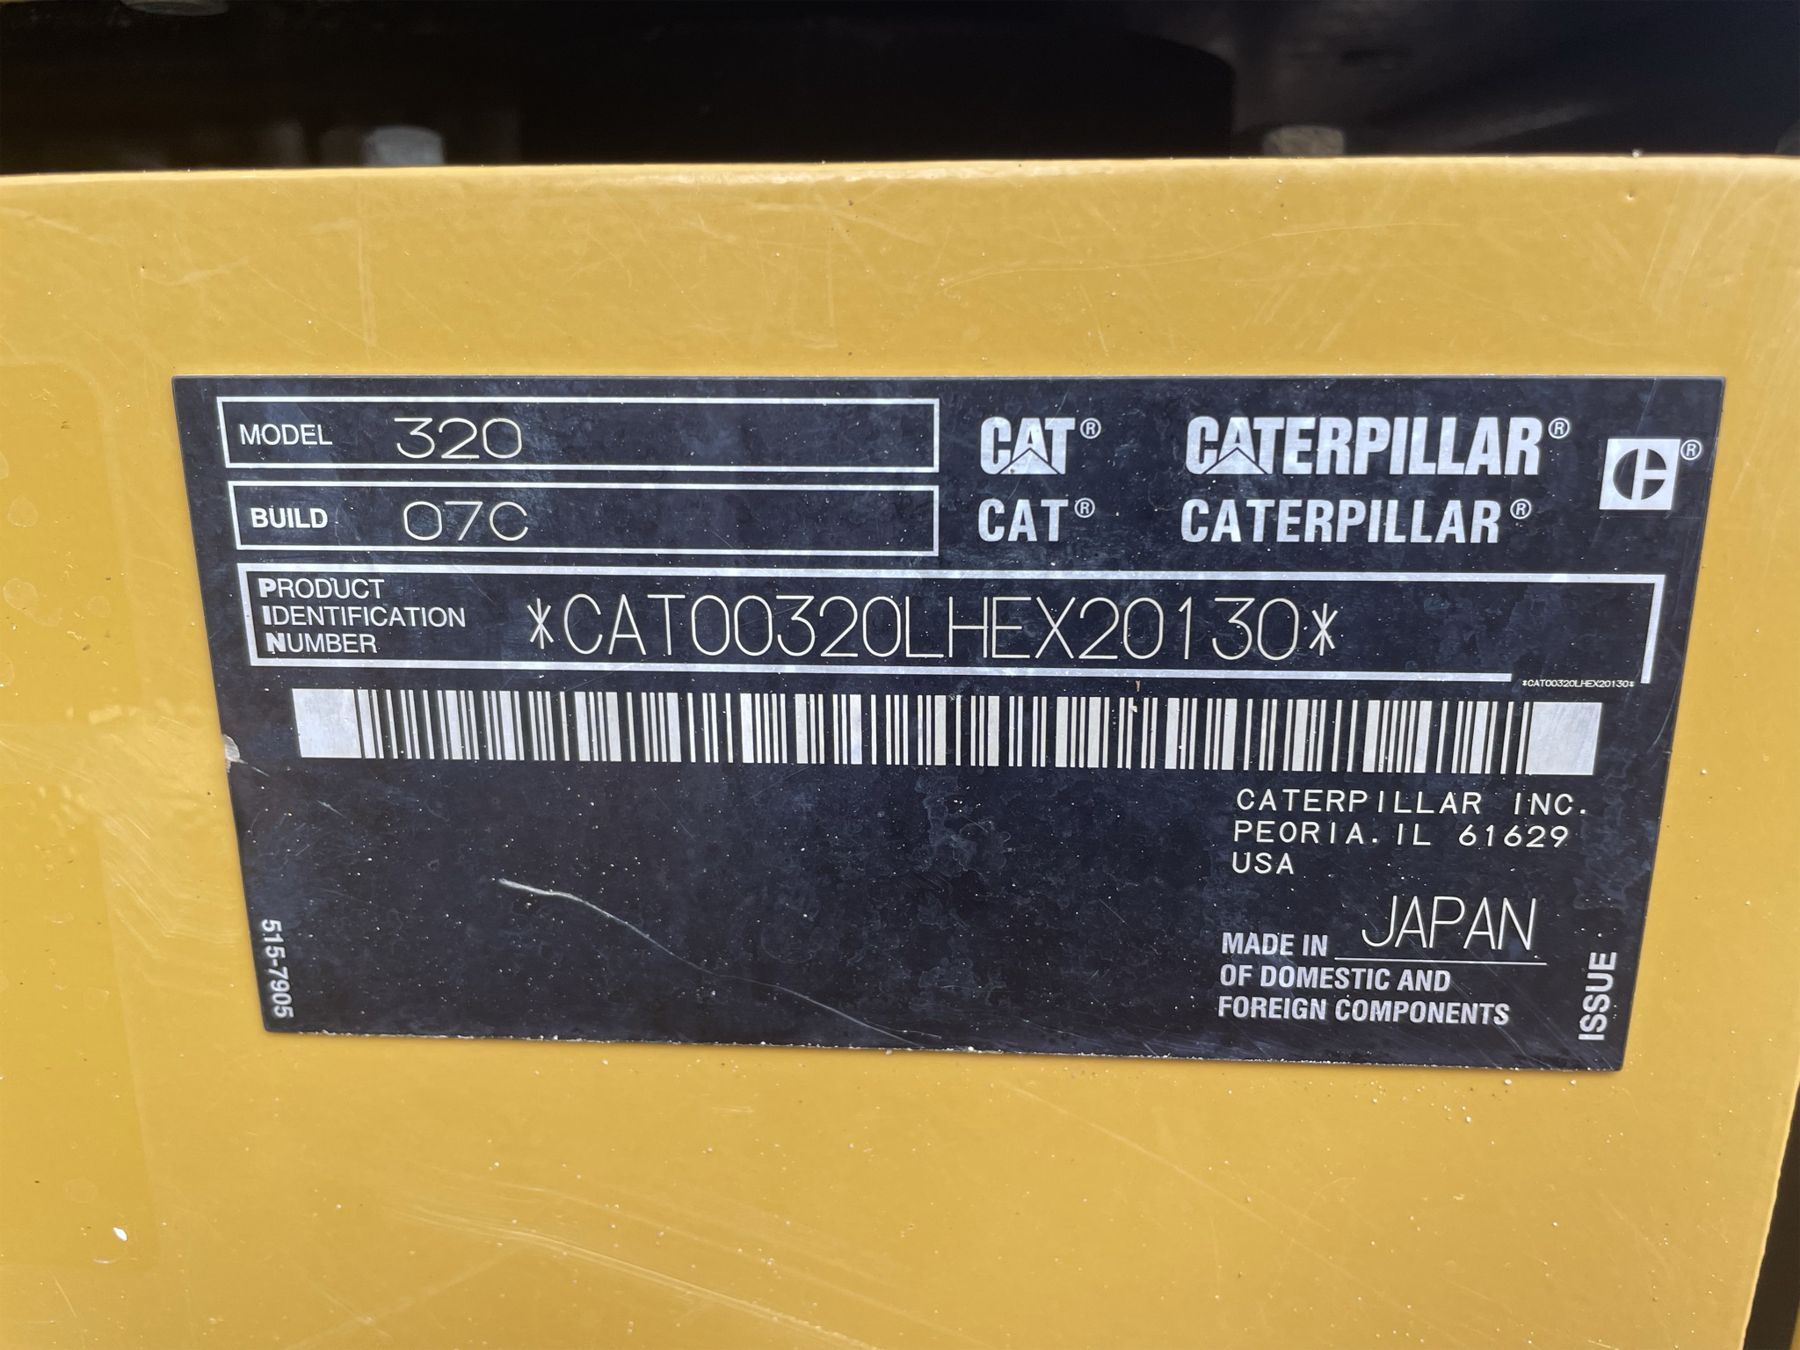 MODEL 320
BUILD 07C
CAT® CATERPILLAR®
CAT® CATERPILLAR®
PRODUCT
IDENTIFICATION
NUMBER
*CAT00320LHEX20130*
*CAT00320LHEX20130*
CATERPILLAR INC.
PEORIA. IL 61629
USA
MADE IN JAPAN
OF DOMESTIC AND
FOREIGN COMPONENTS
515-7905
ISSUE